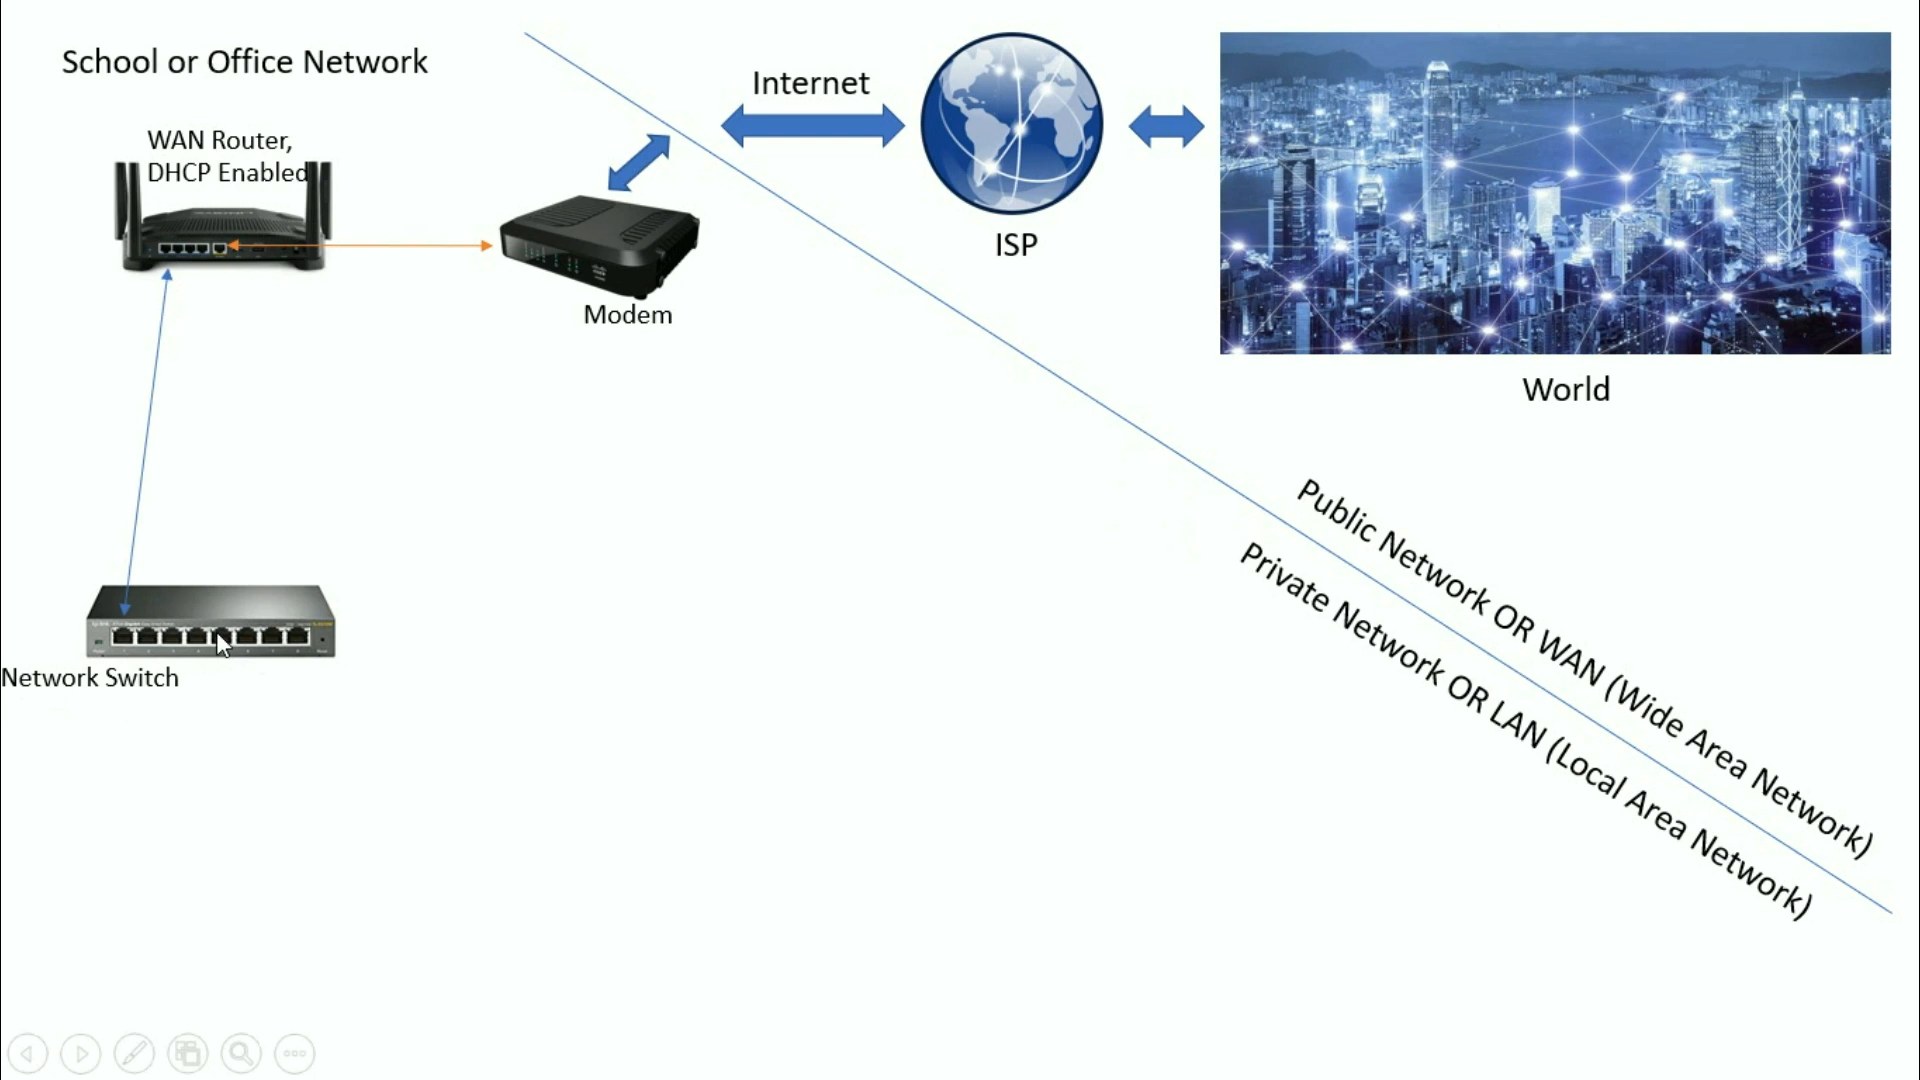 School or Office Network
WAN Router,
DHCP Enabled
Internet
ISP
World
Modem
Public Network OR WAN (Wide Area Network)
Private Network OR LAN (Local Area Network)
Network Switch